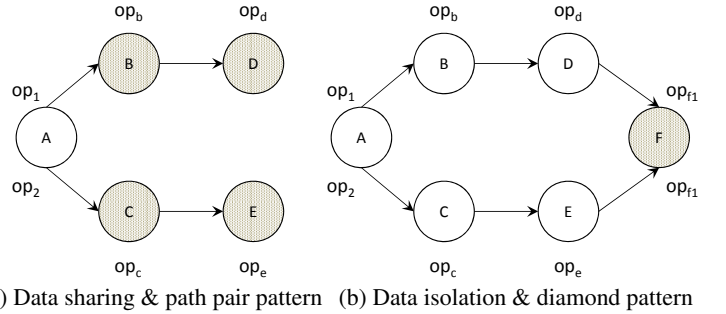 op_b op_d op_b op_d
B D B D
op_1 op_1 op_f1
A A F
op_2 op_2 op_f1
C E C E
op_c op_e op_c op_e
) Data sharing & path pair pattern (b) Data isolation & diamond pattern